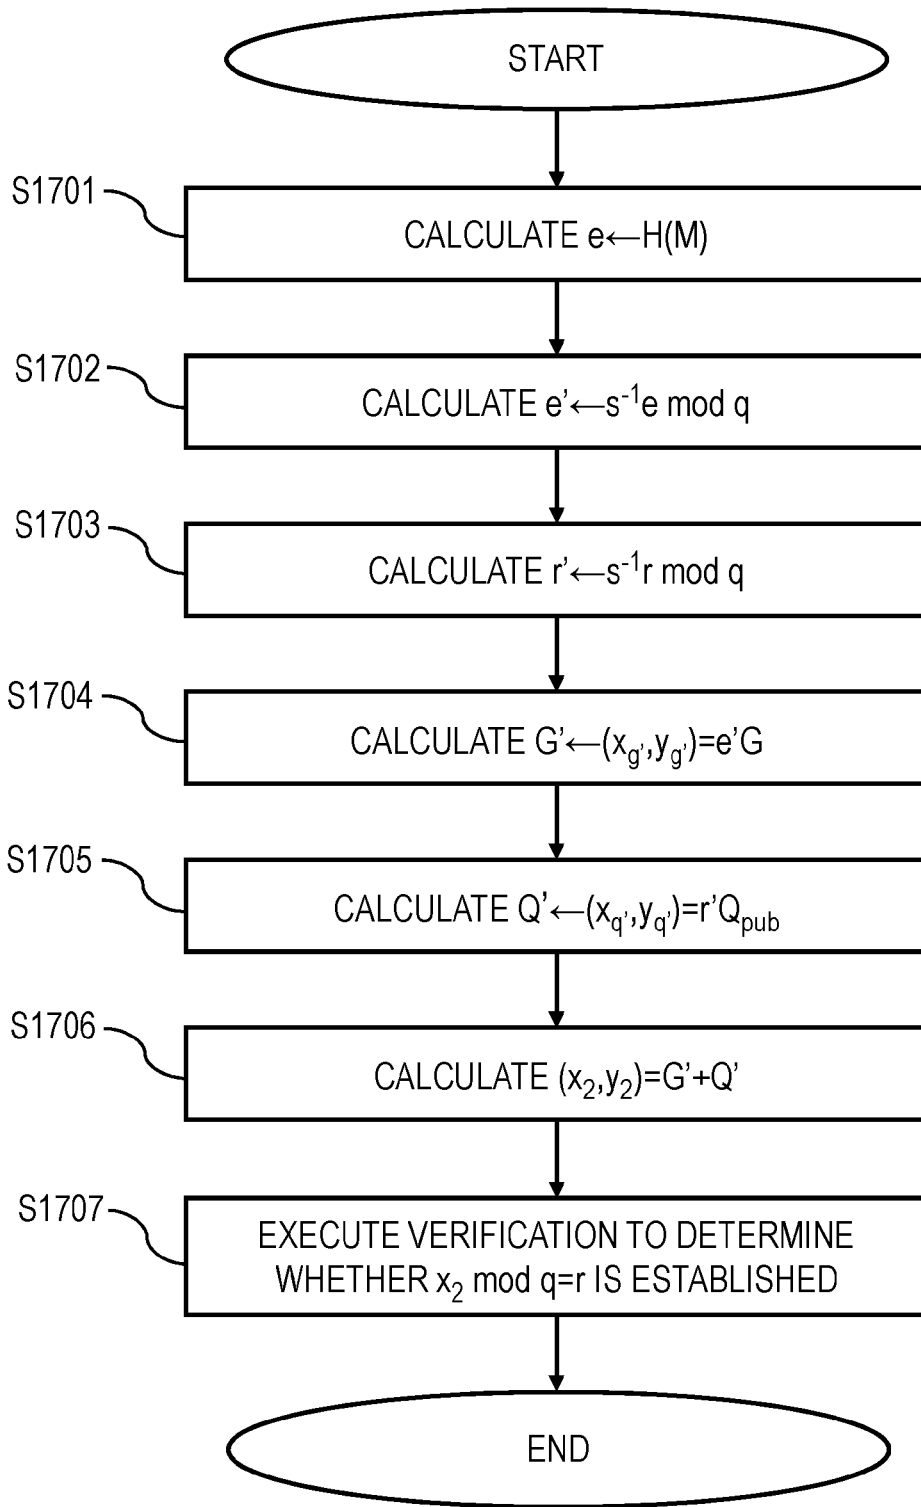 START
S1701
CALCULATE e←H(M)
S1702
CALCULATE e’←s⁻¹e mod q
S1703
CALCULATE r’←s⁻¹r mod q
S1704
CALCULATE G’←(x_g’,y_g’)=e’G
S1705
CALCULATE Q’←(x_q’,y_q’)=r’Q_pub
S1706
CALCULATE (x₂,y₂)=G’+Q’
S1707
EXECUTE VERIFICATION TO DETERMINE
WHETHER x₂ mod q=r IS ESTABLISHED
END